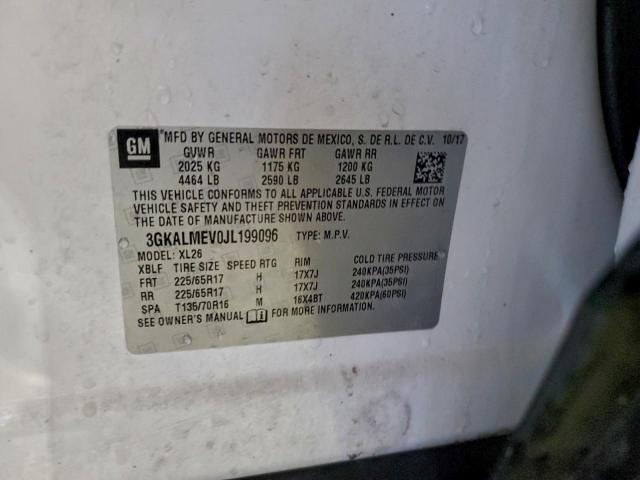 GM
*MFD BY GENERAL MOTORS DE MEXICO, S. DE R.L. DE C.V. 10/17
GVWR GAWR FRT GAWR RR
2025 KG 1175 KG 1200 KG
4464 LB 2590 LB 2645 LB
THIS VEHICLE CONFORMS TO ALL APPLICABLE U.S. FEDERAL MOTOR
VEHICLE SAFETY AND THEFT PREVENTION STANDARDS IN EFFECT ON
THE DATE OF MANUFACTURE SHOWN ABOVE.
3GKALMEV0JL199096 TYPE: M.P.V.
MODEL: XL26
XBLF TIRE SIZE SPEED RTG RIM COLD TIRE PRESSURE
FRT 225/65R17 H 17X7J 240KPA(35PSI)
RR 225/65R17 H 17X7J 240KPA(35PSI)
SPA T135/70R16 M 16X4BT 420KPA(60PSI)
SEE OWNER'S MANUAL FOR MORE INFORMATION.